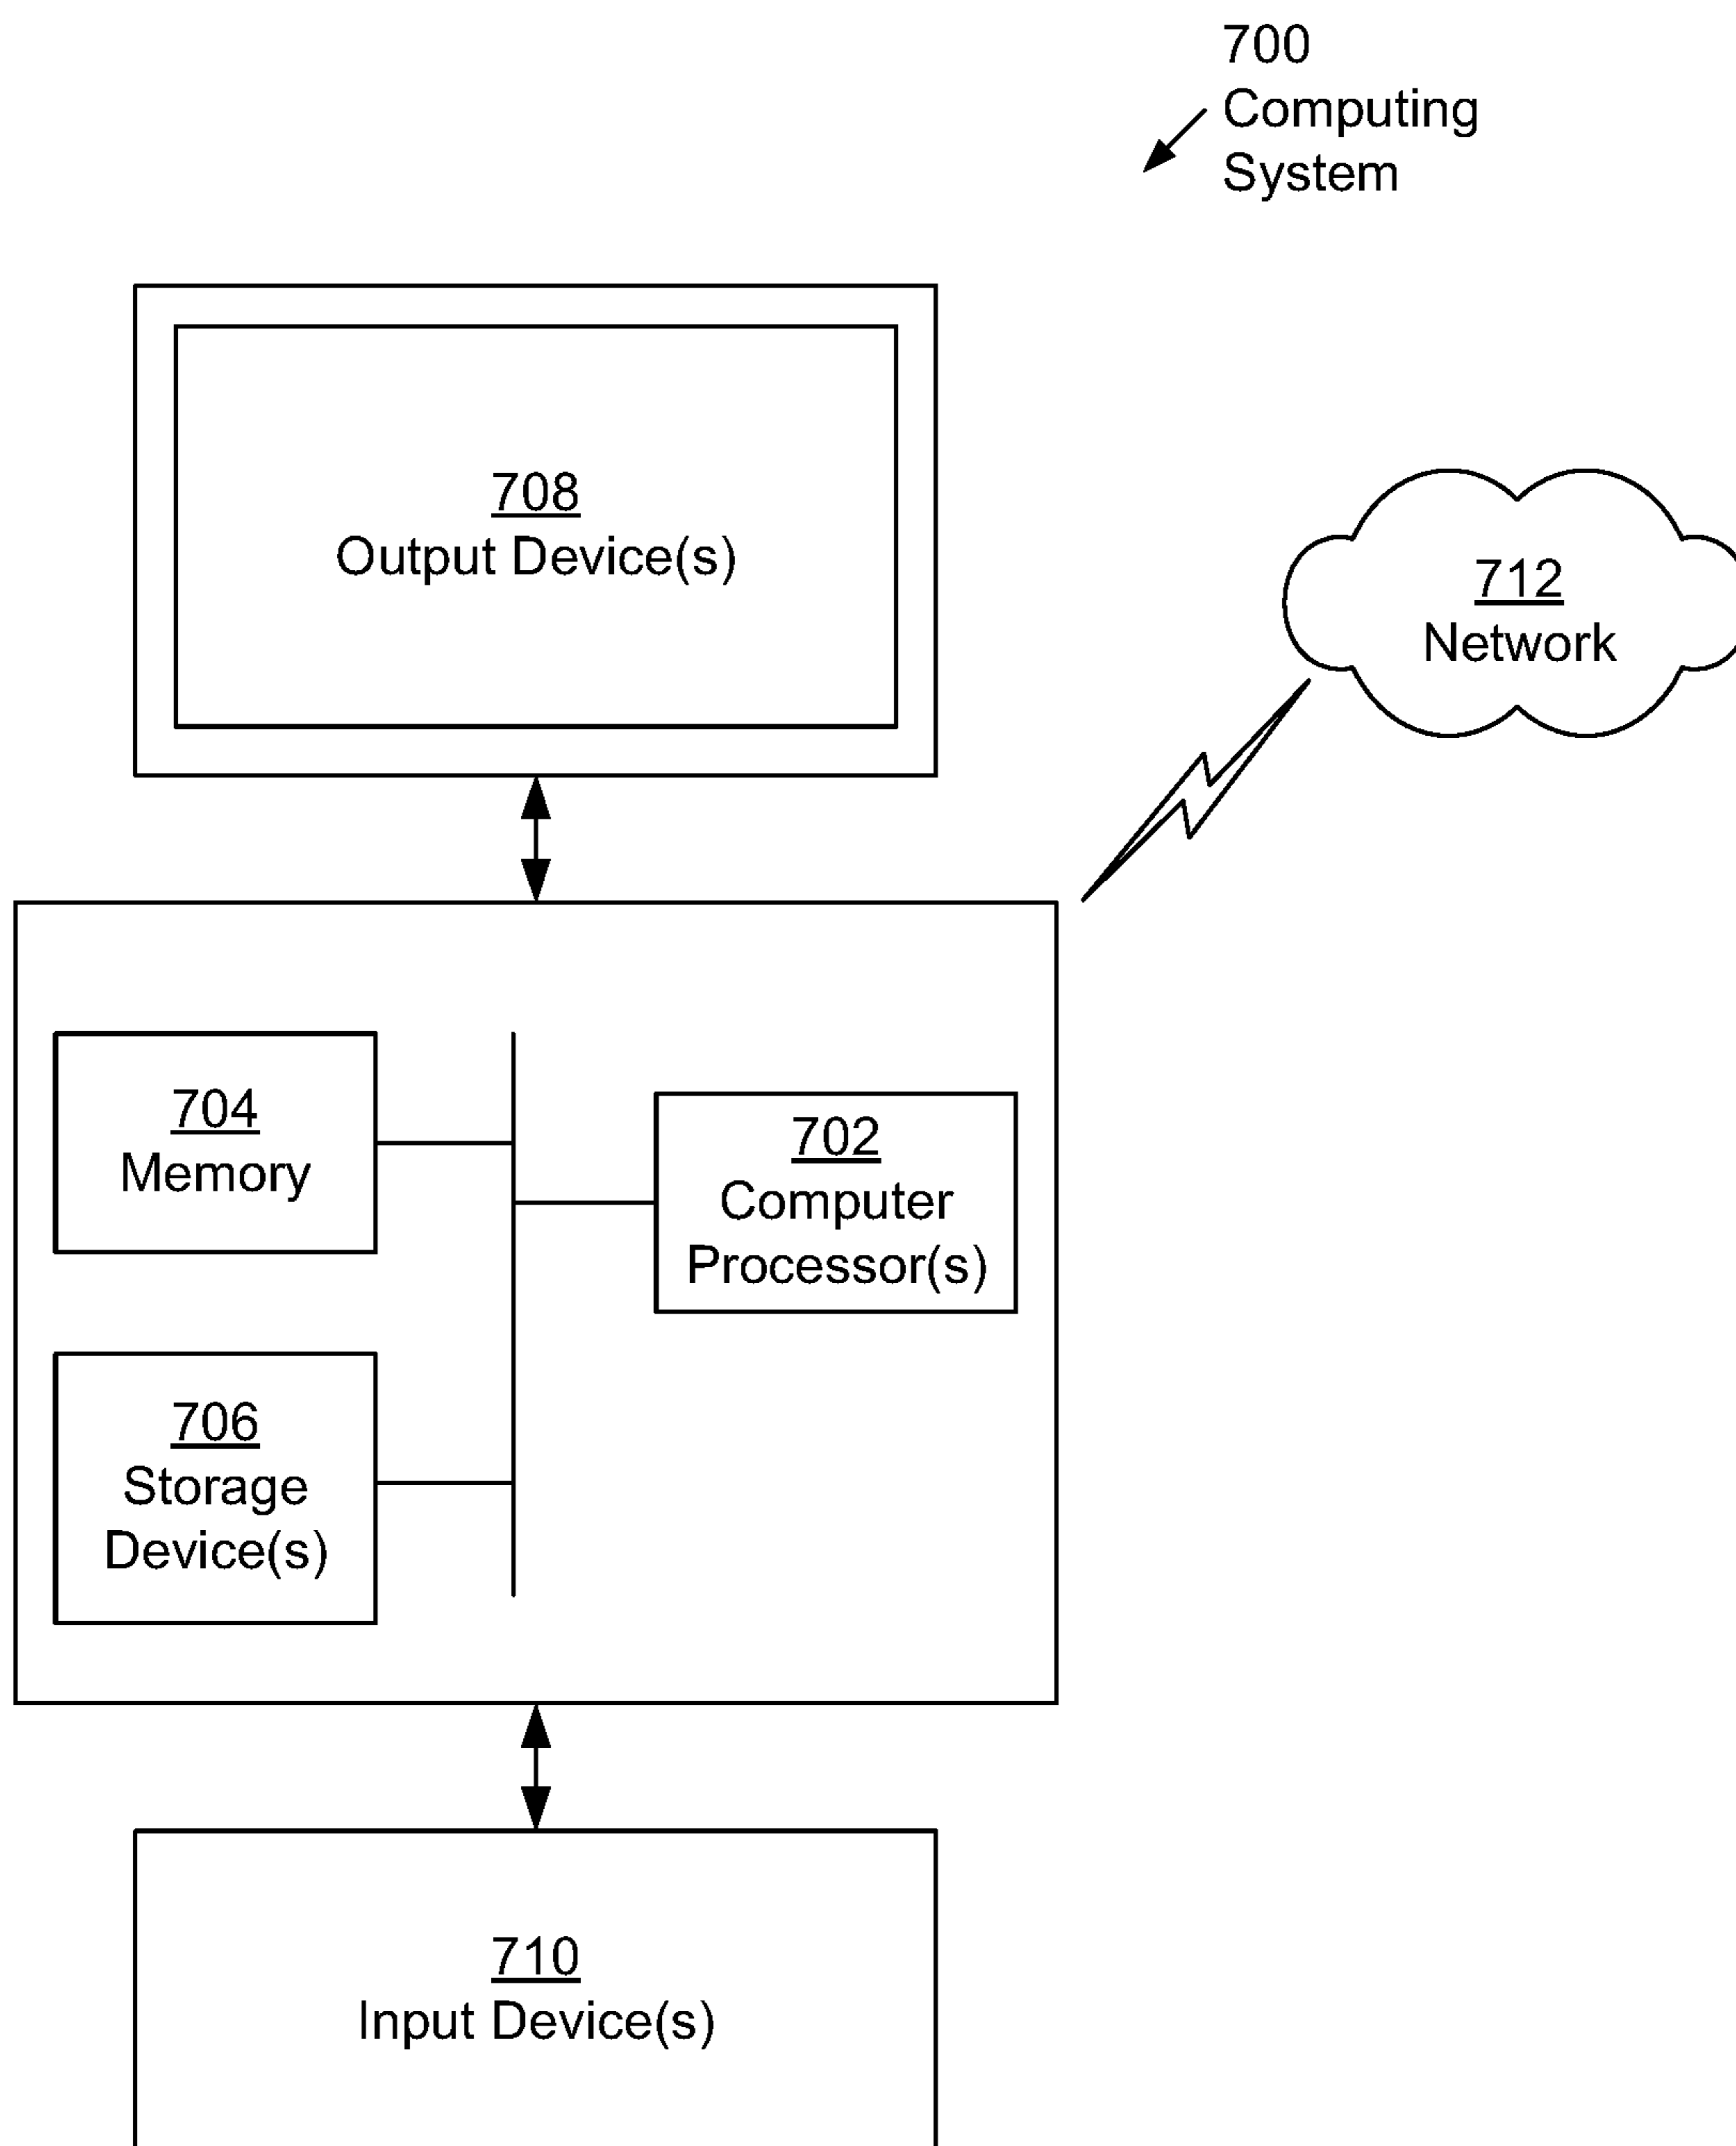 700
Computing
System
708
Output Device(s)
712
Network
704
Memory
702
Computer
Processor(s)
706
Storage
Device(s)
710
Input Device(s)